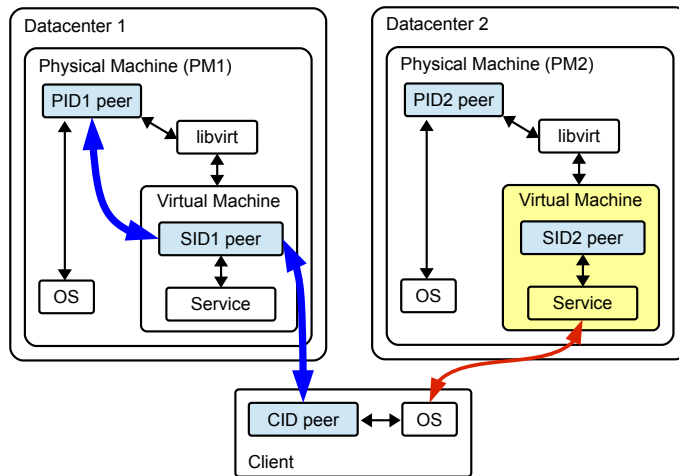 Datacenter 1
Physical Machine (PM1)
PID1 peer
libvirt
Virtual Machine
SID1 peer
OS
Service
Datacenter 2
Physical Machine (PM2)
PID2 peer
libvirt
Virtual Machine
SID2 peer
OS
Service
CID peer
OS
Client